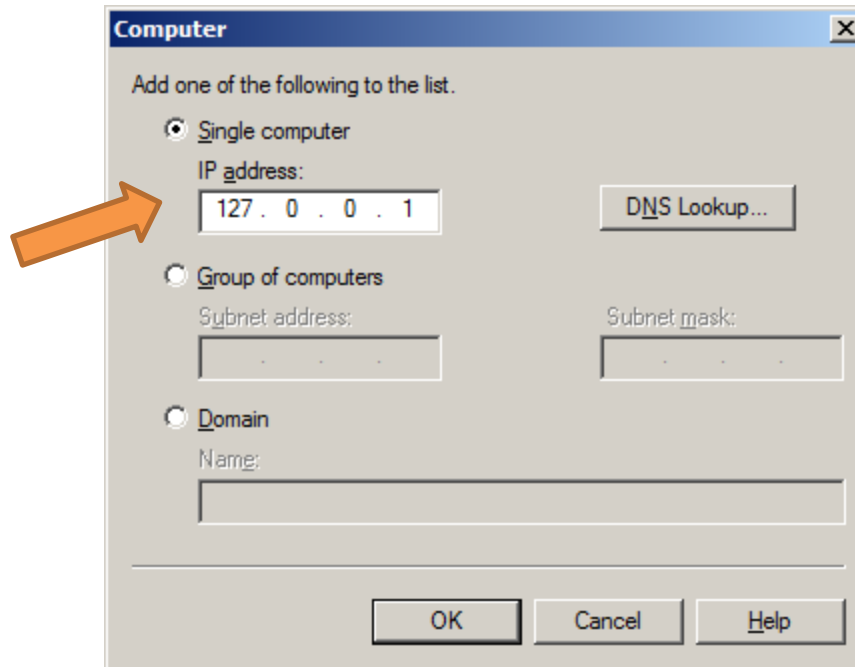 Computer
Add one of the following to the list.
Single computer
IP address:
127 . 0 . 0 . 1
DNS Lookup...
Group of computers
Subnet address:
Subnet mask:
. . .
. . .
Domain
Name:
OK
Cancel
Help